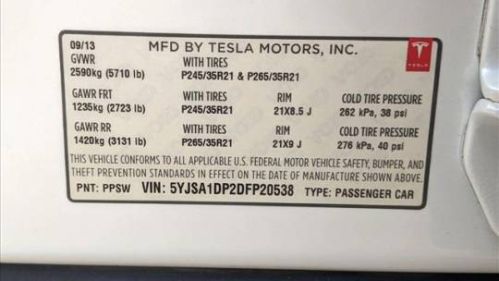 09/13 MFD BY TESLA MOTORS, INC.
GVWR WITH TIRES
2590kg (5710 lb) P245/35R21 & P265/35R21
TESLA
GAWR FRT WITH TIRES RIM COLD TIRE PRESSURE
1235kg (2723 lb) P245/35R21 21X8.5 J 262 kPa, 38 psi
GAWR RR WITH TIRES RIM COLD TIRE PRESSURE
1420kg (3131 lb) P265/35R21 21X9 J 276 kPa, 40 psi
THIS VEHICLE CONFORMS TO ALL APPLICABLE U.S. FEDERAL MOTOR VEHICLE SAFETY, BUMPER, AND
THEFT PREVENTION STANDARDS IN EFFECT ON THE DATE OF MANUFACTURE SHOWN ABOVE.
PNT: PPSW VIN: 5YJSA1DP2DFP20538 TYPE: PASSENGER CAR